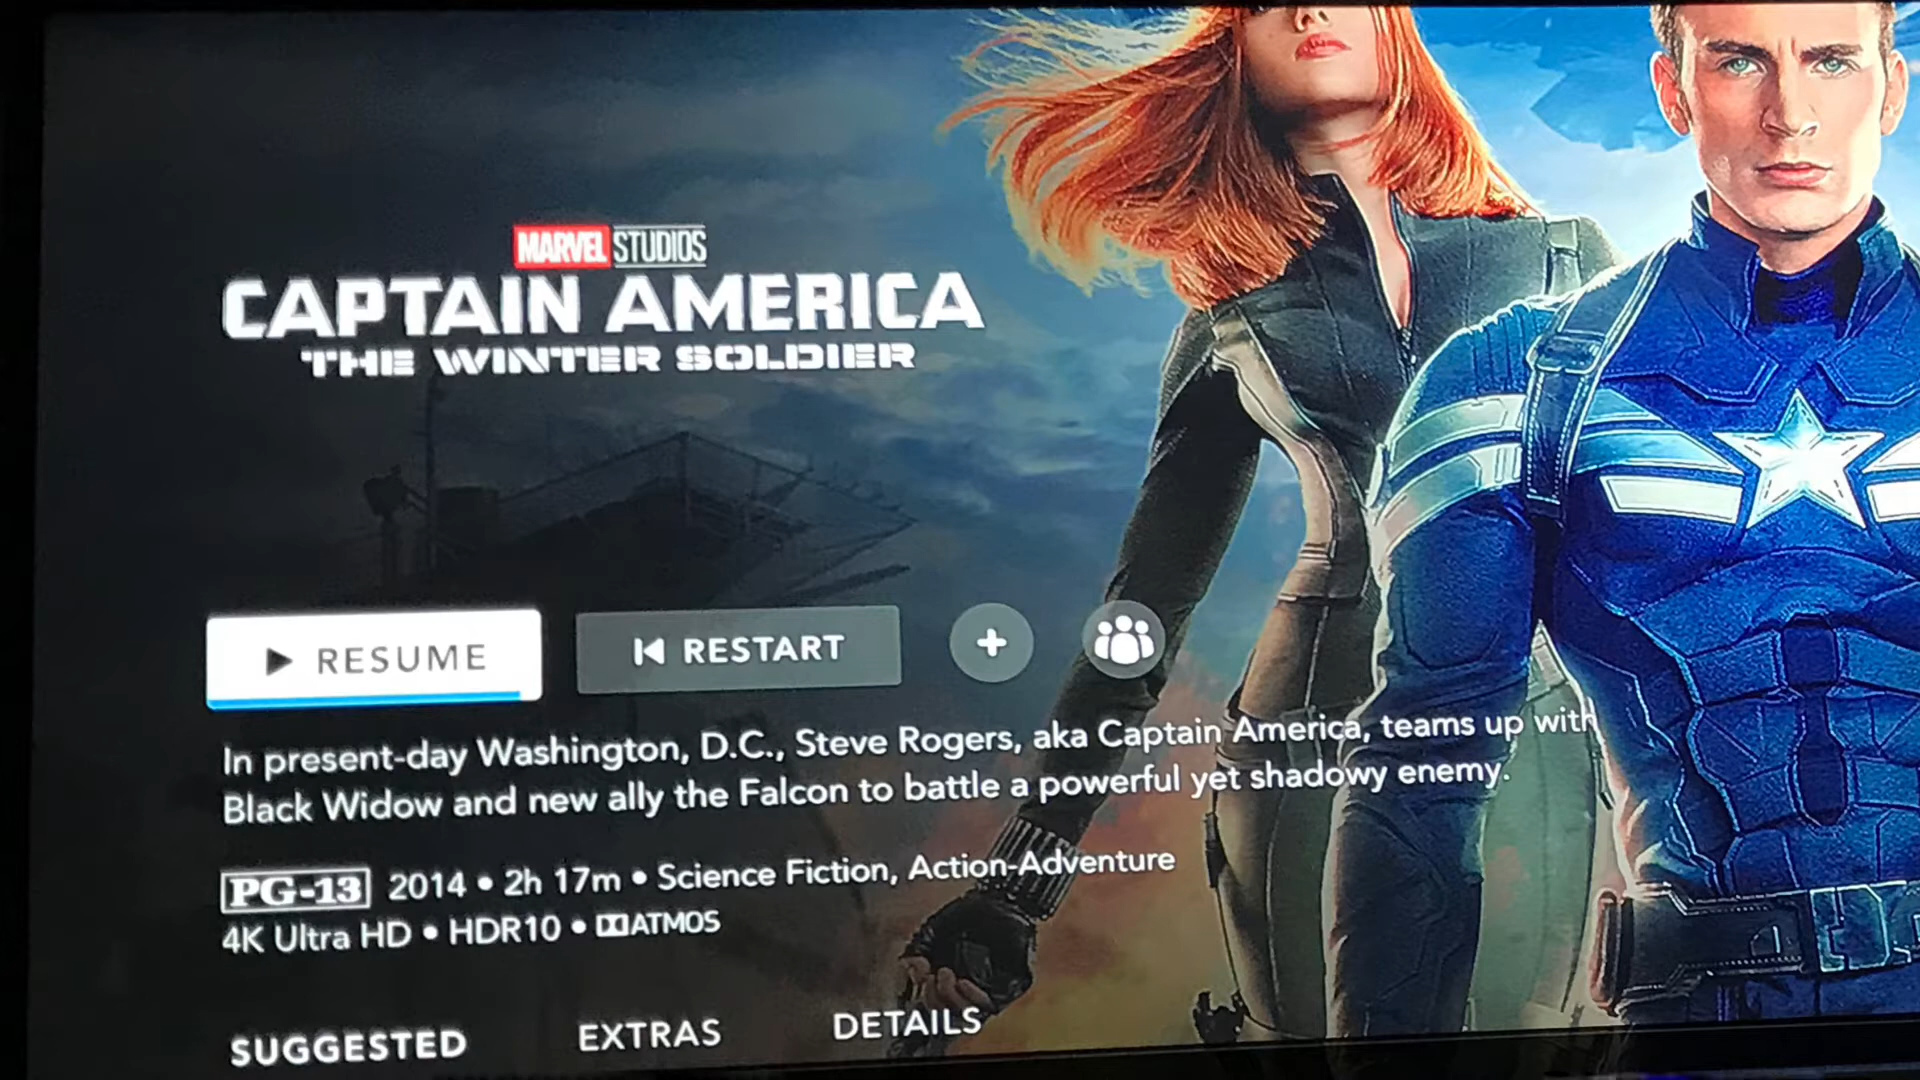 MARVEL STUDIOS
CAPTAIN AMERICA
THE WINTER SOLDIER
RESUME
RESTART
In present-day Washington, D.C., Steve Rogers, aka Captain America, teams up with
Black Widow and new ally the Falcon to battle a powerful yet shadowy enemy.
PG-13 2014 • 2h 17m • Science Fiction, Action-Adventure
4K Ultra HD • HDR10 • ATMOS
SUGGESTED EXTRAS DETAILS